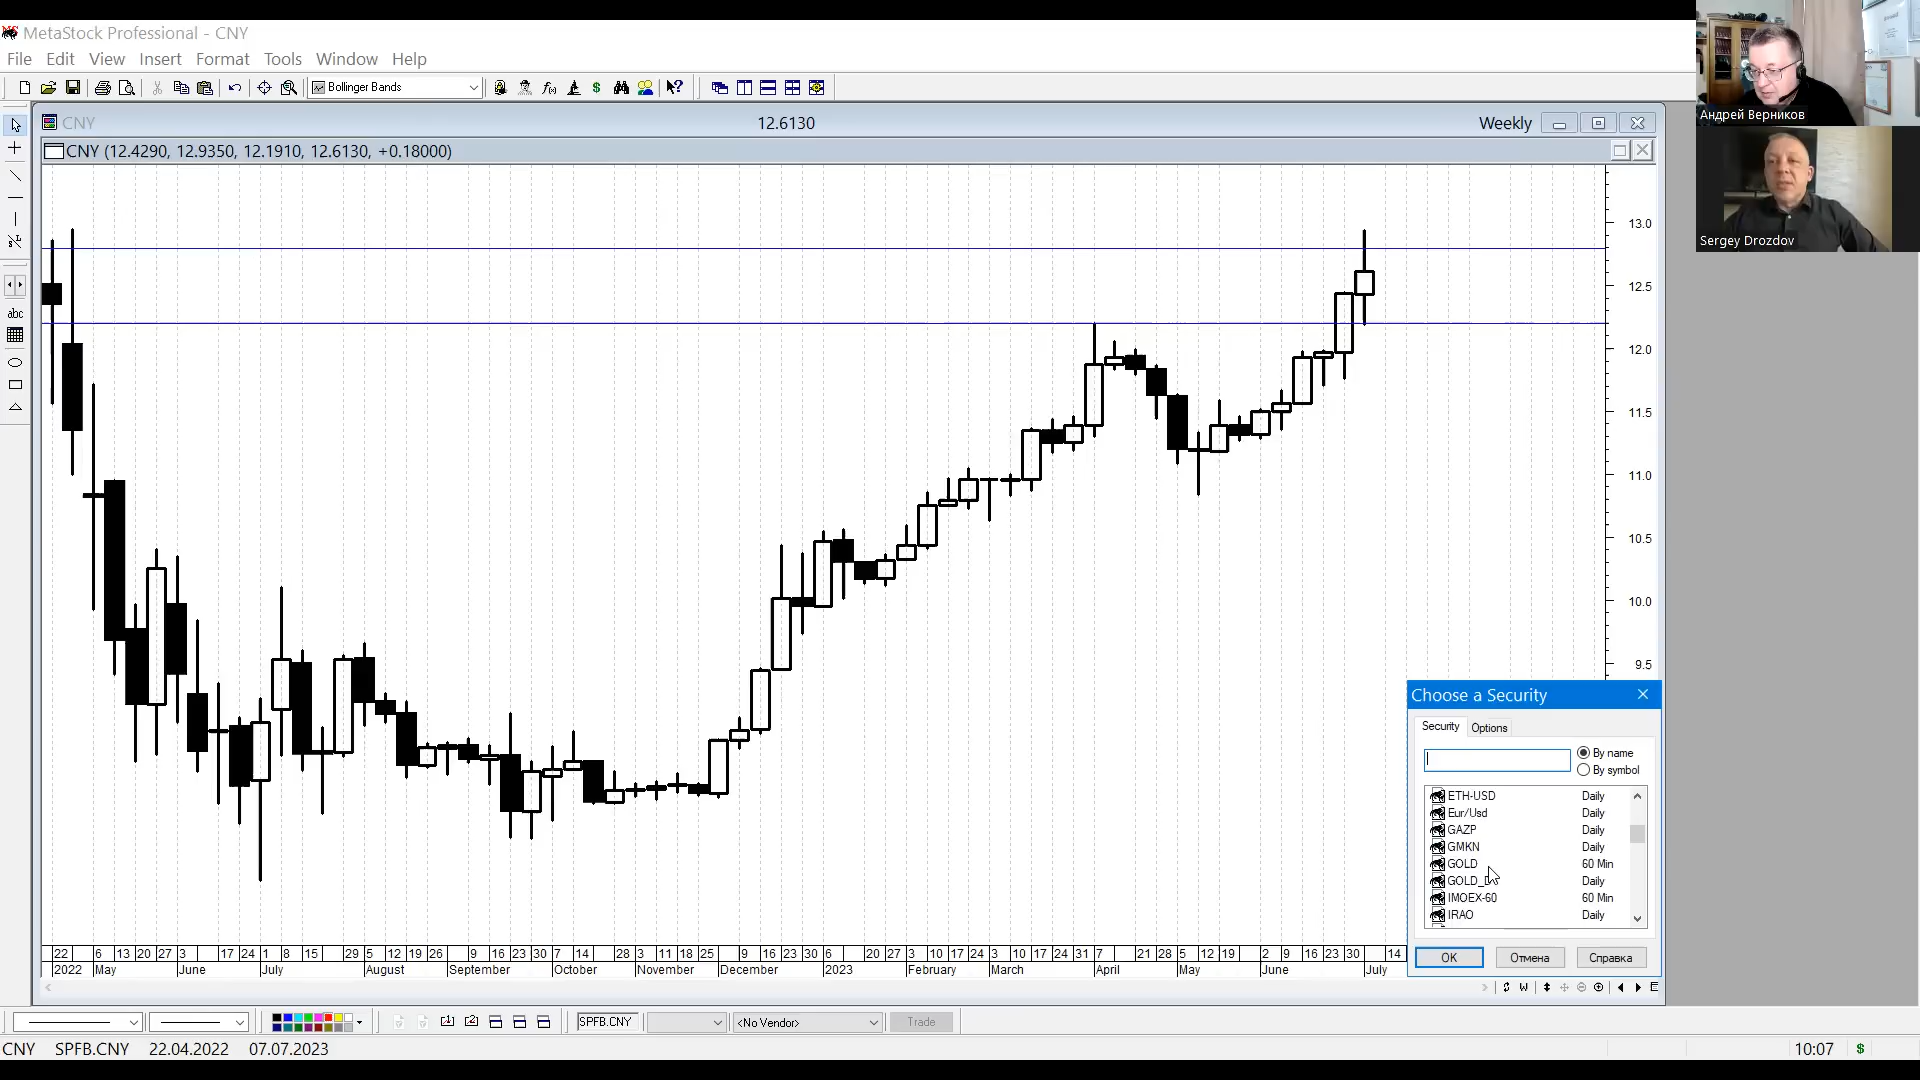 MetaStock Professional - CNY
File Edit View Insert Format Tools Window Help
Bollinger Bands
CNY 12.6130 Weekly
CNY (12.4290, 12.9350, 12.1910, 12.6130, +0.18000)
abc
13.0
12.5
12.0
11.5
11.0
10.5
10.0
9.5
22 6 13 20 27 3 17 24 1 8 15 5 12 19 26 9 16 23 30 7 14 28 3 11 18 25 9 16 23 30 6 20 27 3 10 17 24 3 10 17 24 31 7 21 28 5 12 19 2 9 16 23 30 14
2022 May June July August September October November December 2023 February March April May June July
Андрей Верников
Sergey Drozdov
Choose a Security
Security Options
By name
By symbol
ETH-USD Daily
Eur/Usd Daily
GAZP Daily
GMKN Daily
GOLD 60 Min
GOLD_D Daily
IMOEX-60 60 Min
IRAO Daily
OK Отмена Справка
W
SPFB.CNY <No Vendor> Trade
CNY SPFB.CNY 22.04.2022 07.07.2023 10:07 $